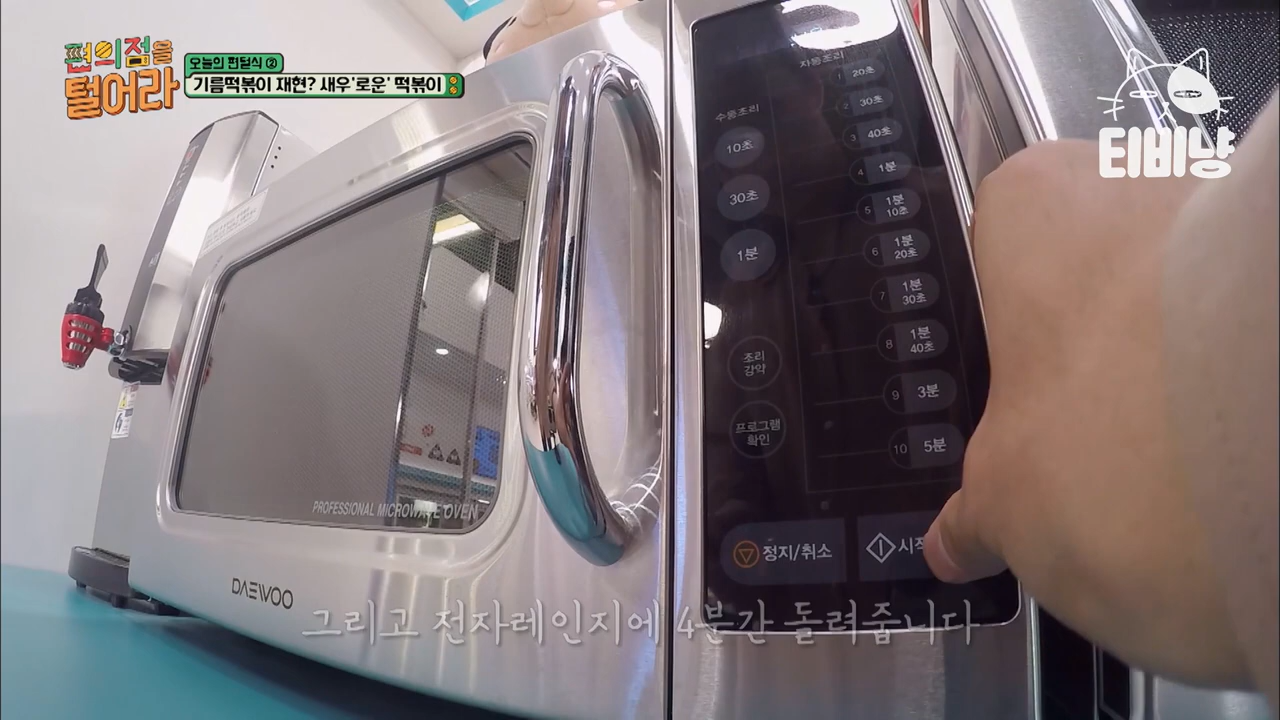 편의점을
털어라
오늘의 편털식 ②
기름떡볶이 재현? 새우'로운' 떡볶이
티비냥
수동조리
10초
30초
1분
조리
강약
프로그램
확인
자동조리
1 20초
2 30초
3 40초
4 1분
5 1분
10초
6 1분
20초
7 1분
30초
8 1분
40초
9 3분
10 5분
정지/취소
시작
PROFESSIONAL MICROWAVE OVEN
DAEWOO
그리고 전자레인지에 4분간 돌려줍니다